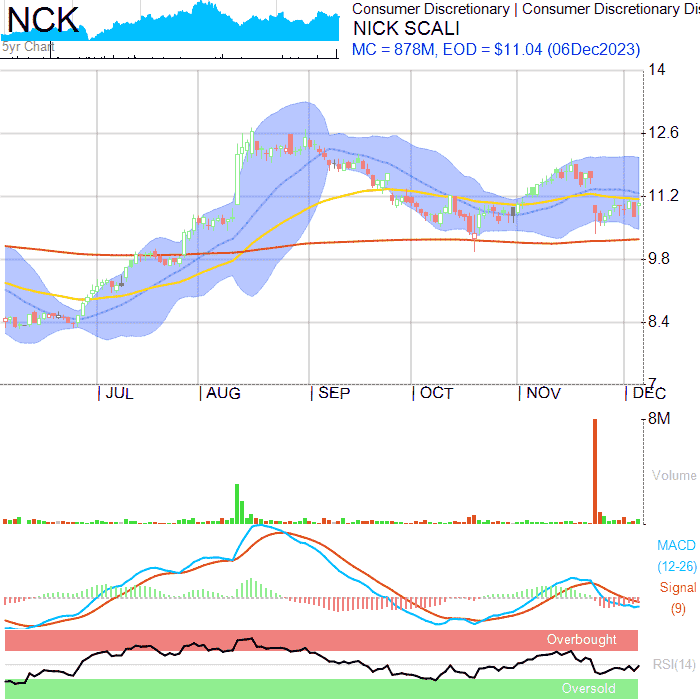 NCK
5yr Chart
Consumer Discretionary | Consumer Discretionary Dis
NICK SCALI
MC = 878M, EOD = $11.04 (06Dec2023)
14
12.6
11.2
9.8
8.4
7
JUL
AUG
SEP
OCT
NOV
DEC
8M
Volume
MACD
(12-26)
Signal
(9)
Overbought
RSI(14)
Oversold